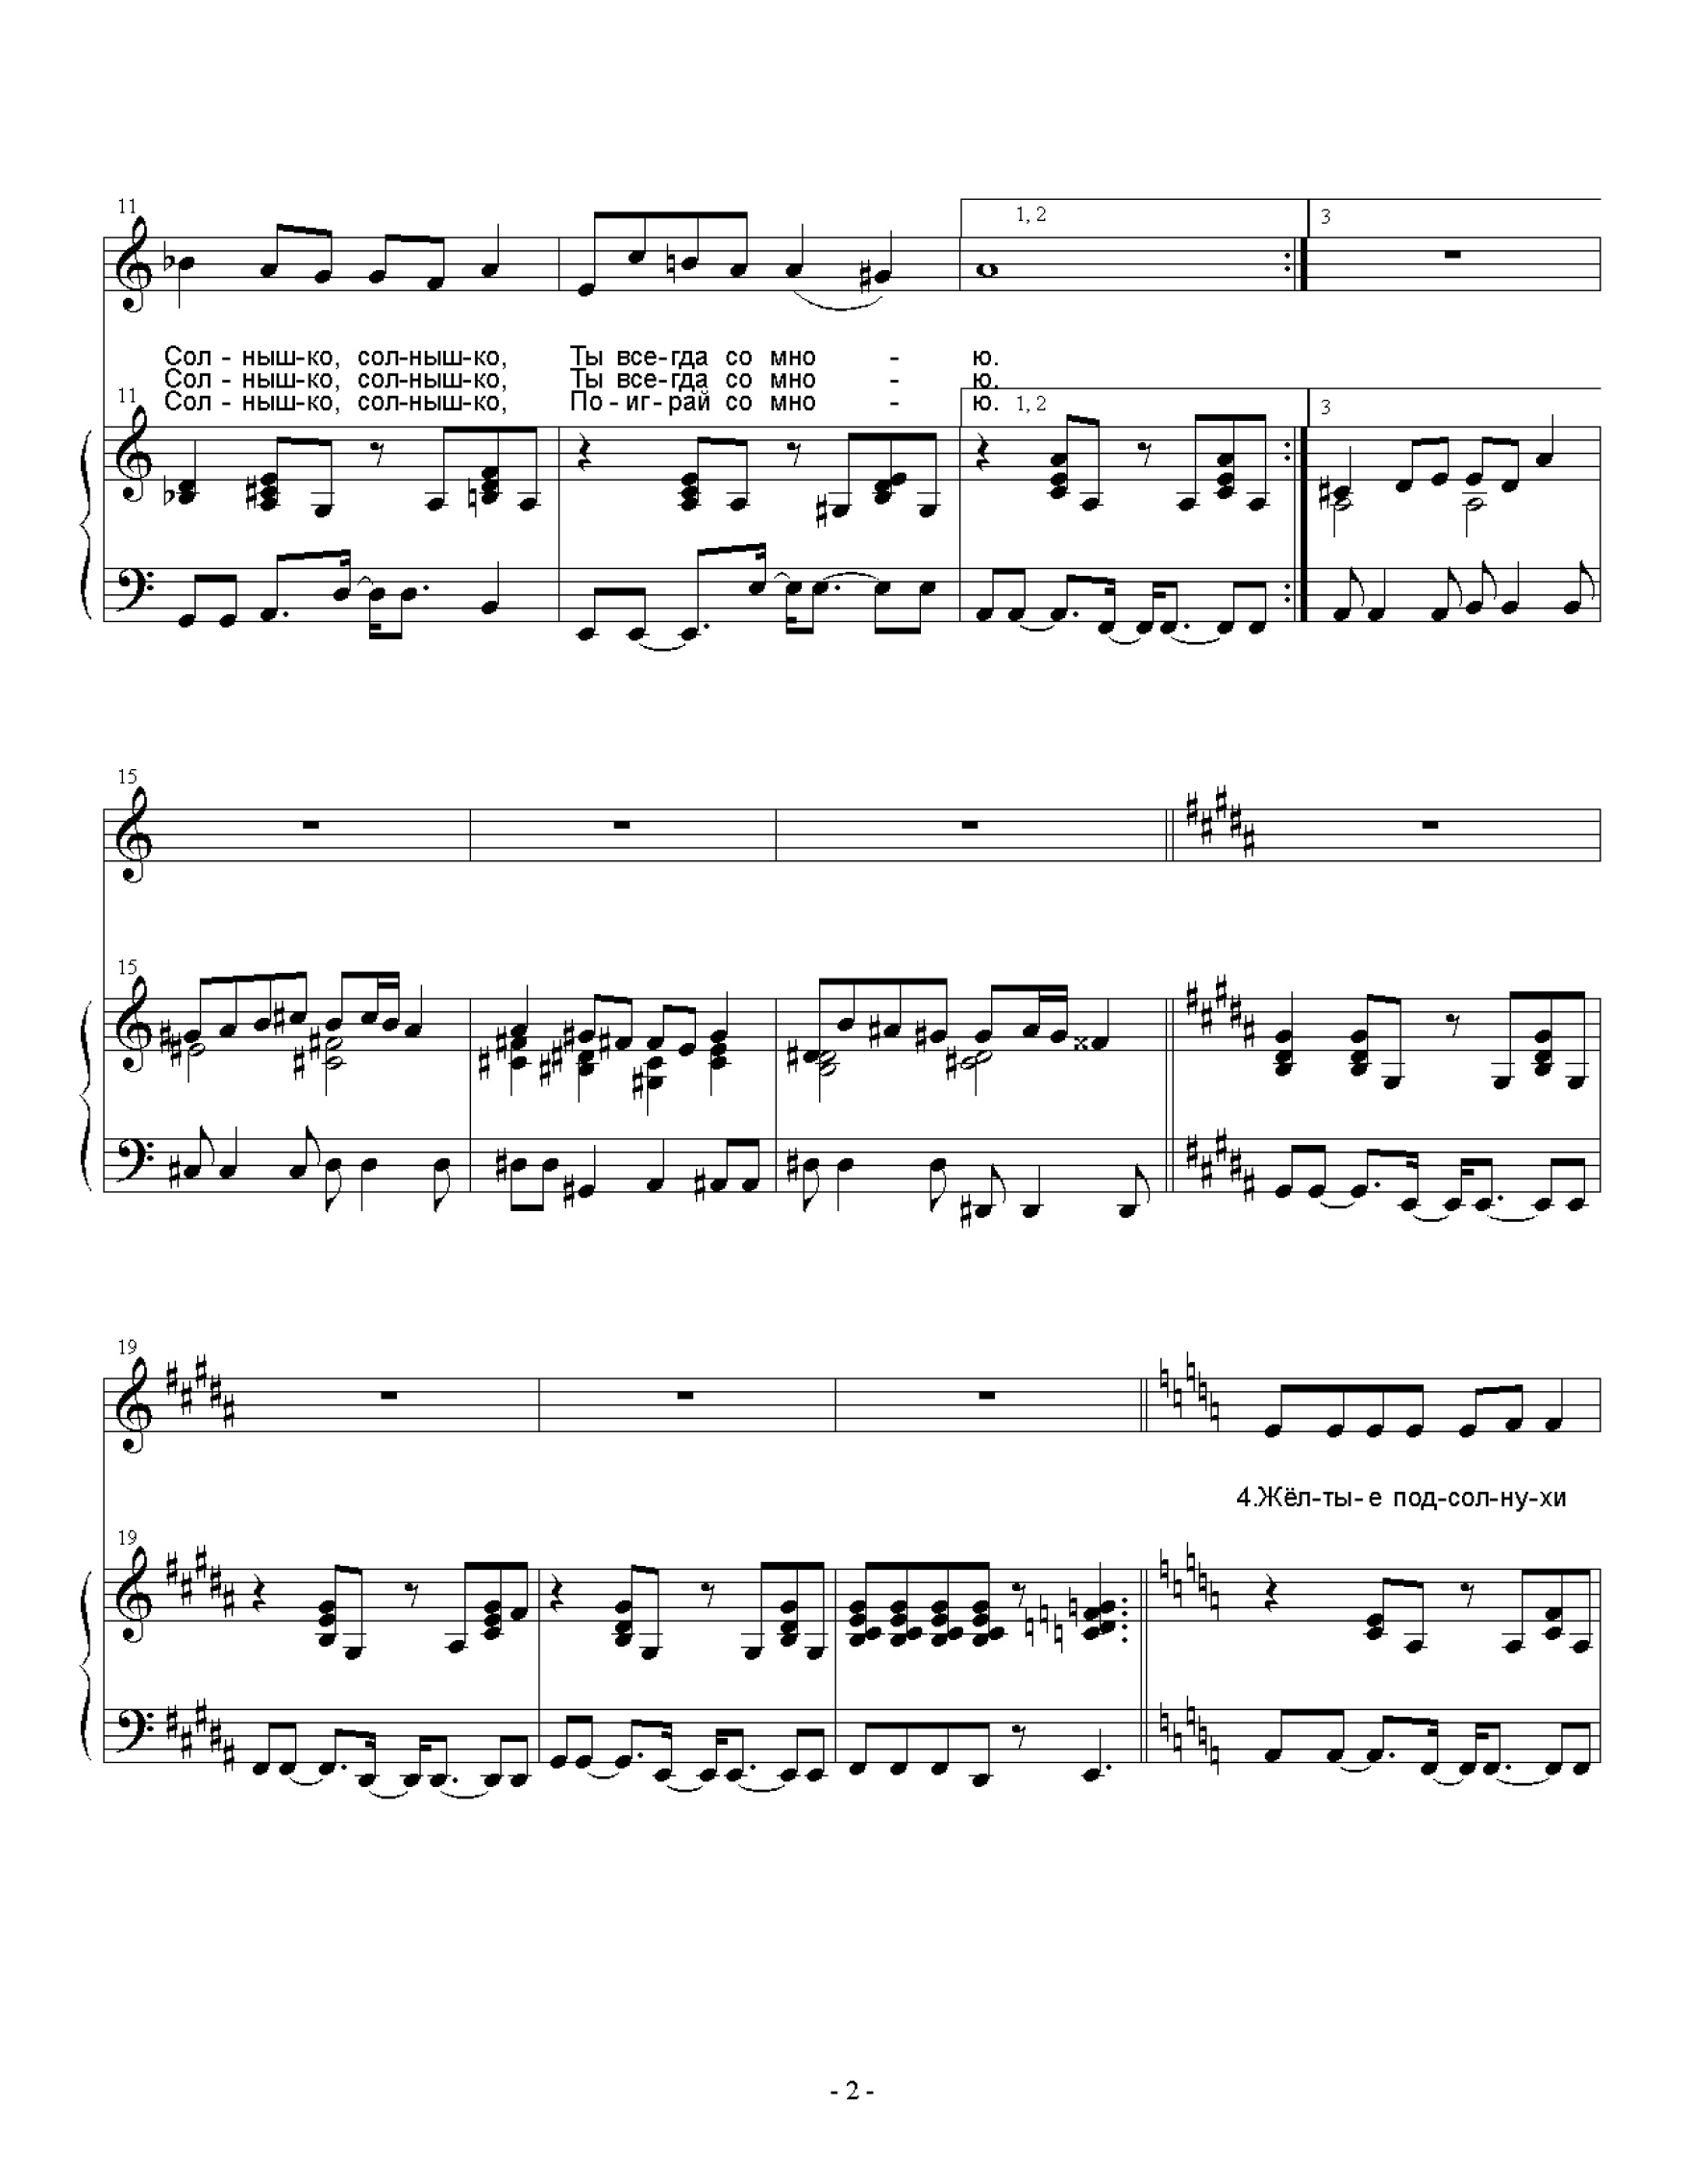 11
1, 2
3
Сол - ныш-ко, сол-ныш-ко, Ты все-гда со мно - ю.
Сол - ныш-ко, сол-ныш-ко, Ты все-гда со мно - ю.
Сол - ныш-ко, сол-ныш-ко, По-иг-рай со мно - ю.
11
1, 2
3
15
15
19
4.Жёл-ты-е под-сол-ну-хи
19
- 2 -